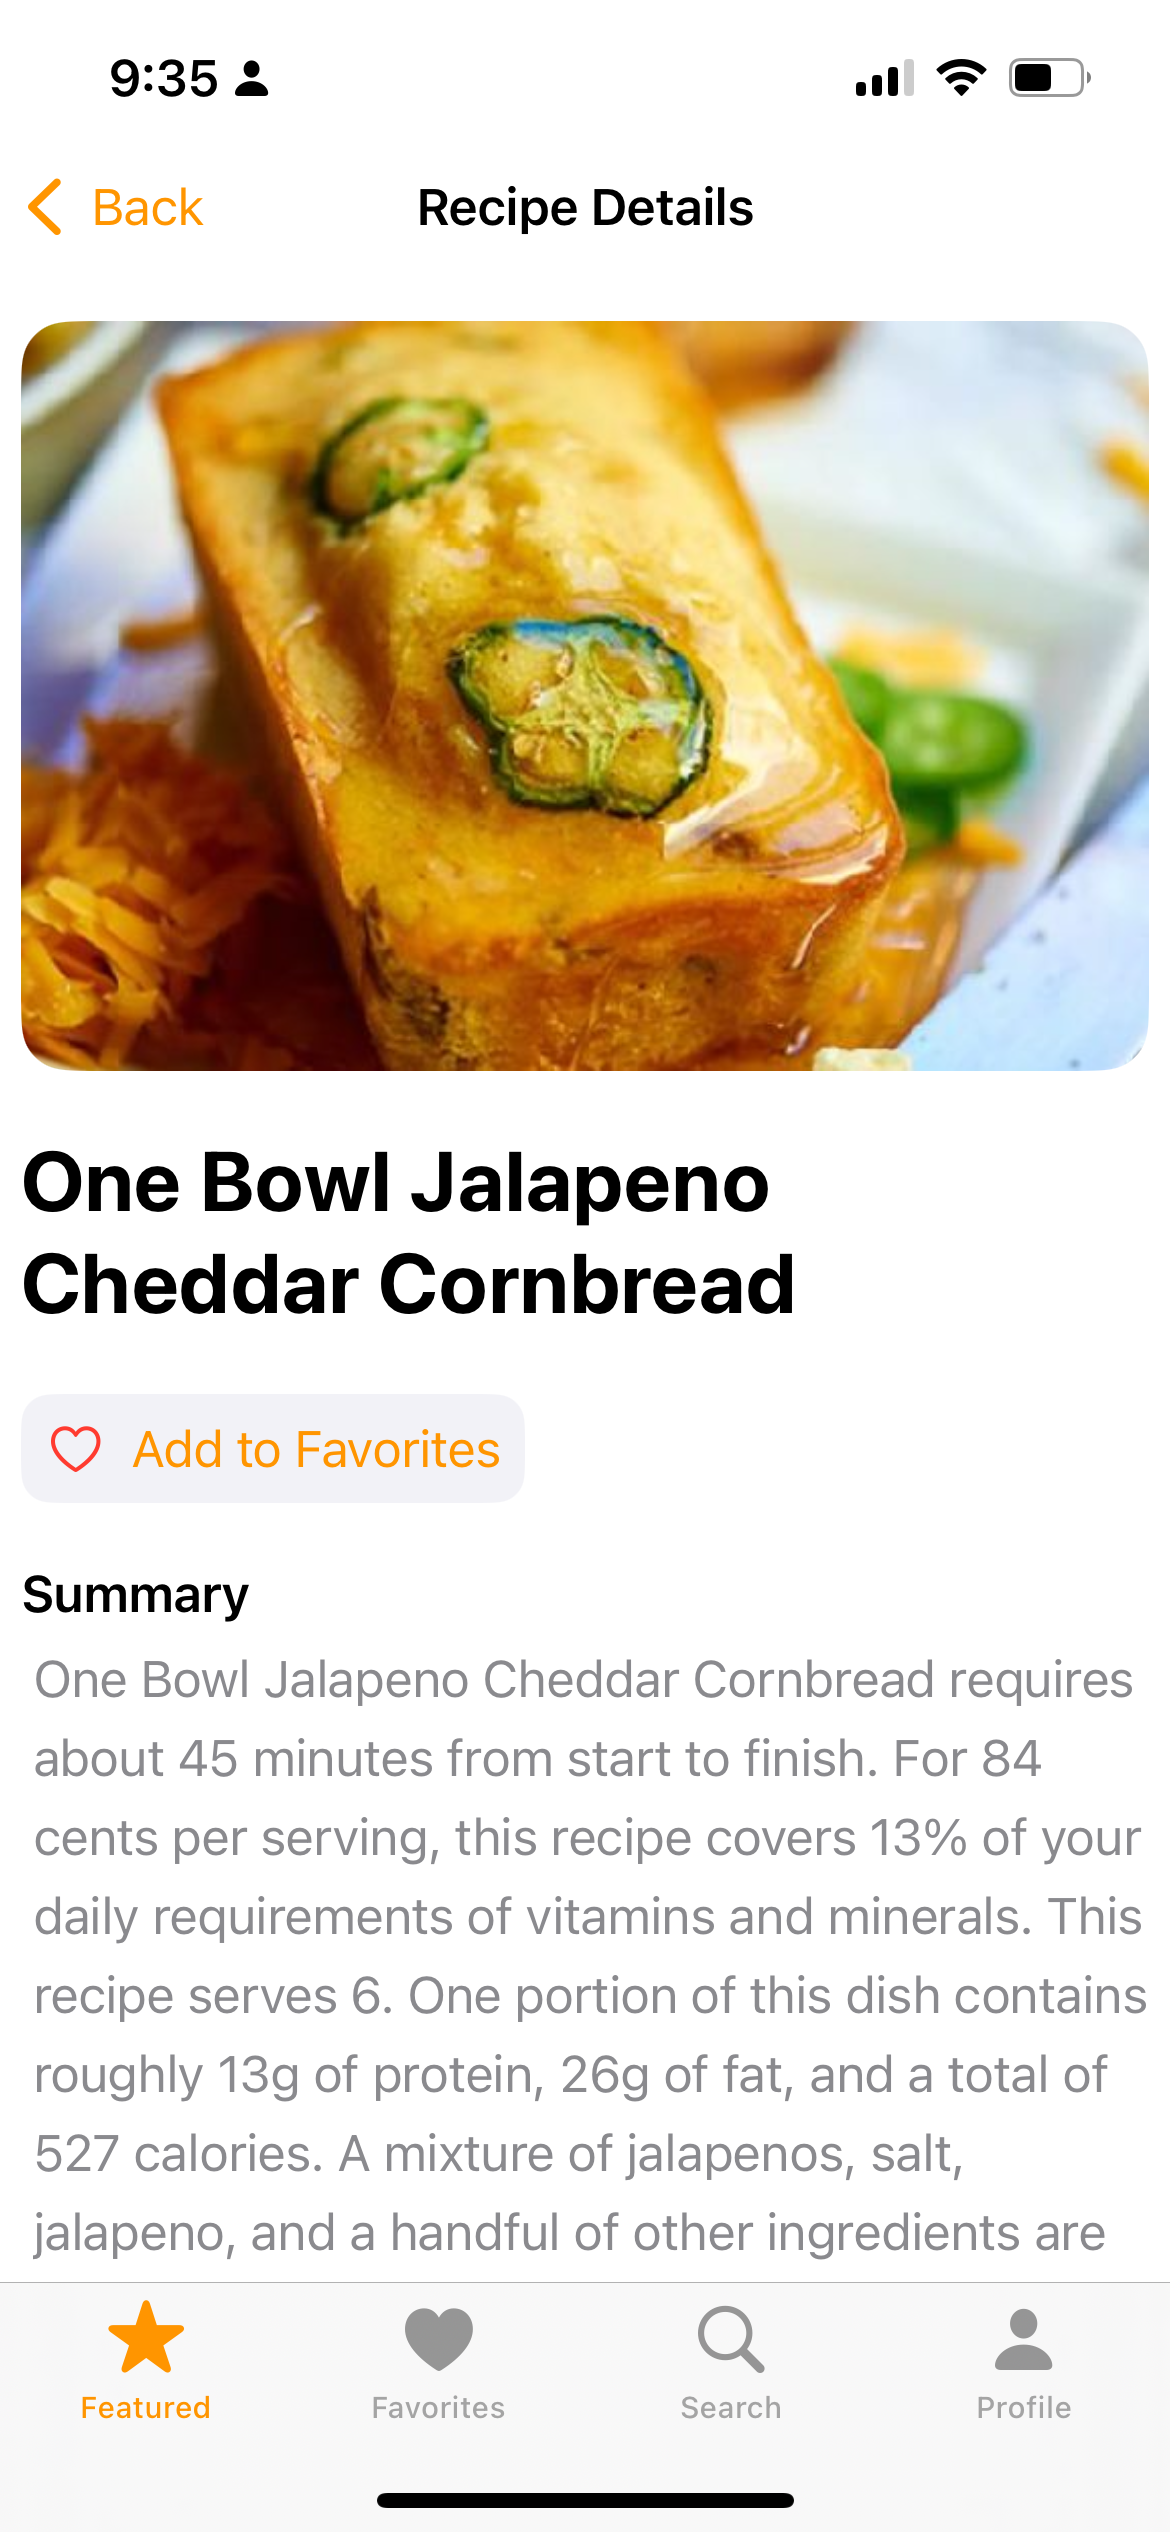 9:35
Back
Recipe Details
One Bowl Jalapeno
Cheddar Cornbread
Add to Favorites
Summary
One Bowl Jalapeno Cheddar Cornbread requires
about 45 minutes from start to finish. For 84
cents per serving, this recipe covers 13% of your
daily requirements of vitamins and minerals. This
recipe serves 6. One portion of this dish contains
roughly 13g of protein, 26g of fat, and a total of
527 calories. A mixture of jalapenos, salt,
jalapeno, and a handful of other ingredients are
Featured
Favorites
Search
Profile